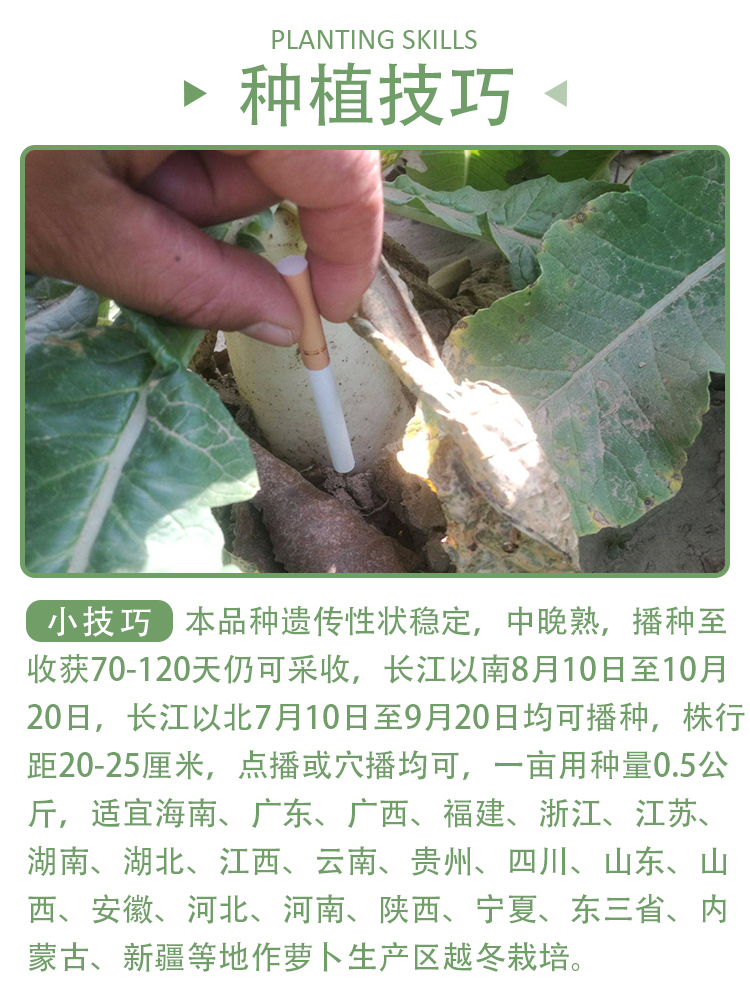 PLANTING SKILLS
种植技巧
小技巧 本品种遗传性状稳定，中晚熟，播种至
收获70-120天仍可采收，长江以南8月10日至10月
20日，长江以北7月10日至9月20日均可播种，株行
距20-25厘米，点播或穴播均可，一亩用种量0.5公
斤，适宜海南、广东、广西、福建、浙江、江苏、
湖南、湖北、江西、云南、贵州、四川、山东、山
西、安徽、河北、河南、陕西、宁夏、东三省、内
蒙古、新疆等地作萝卜生产区越冬栽培。